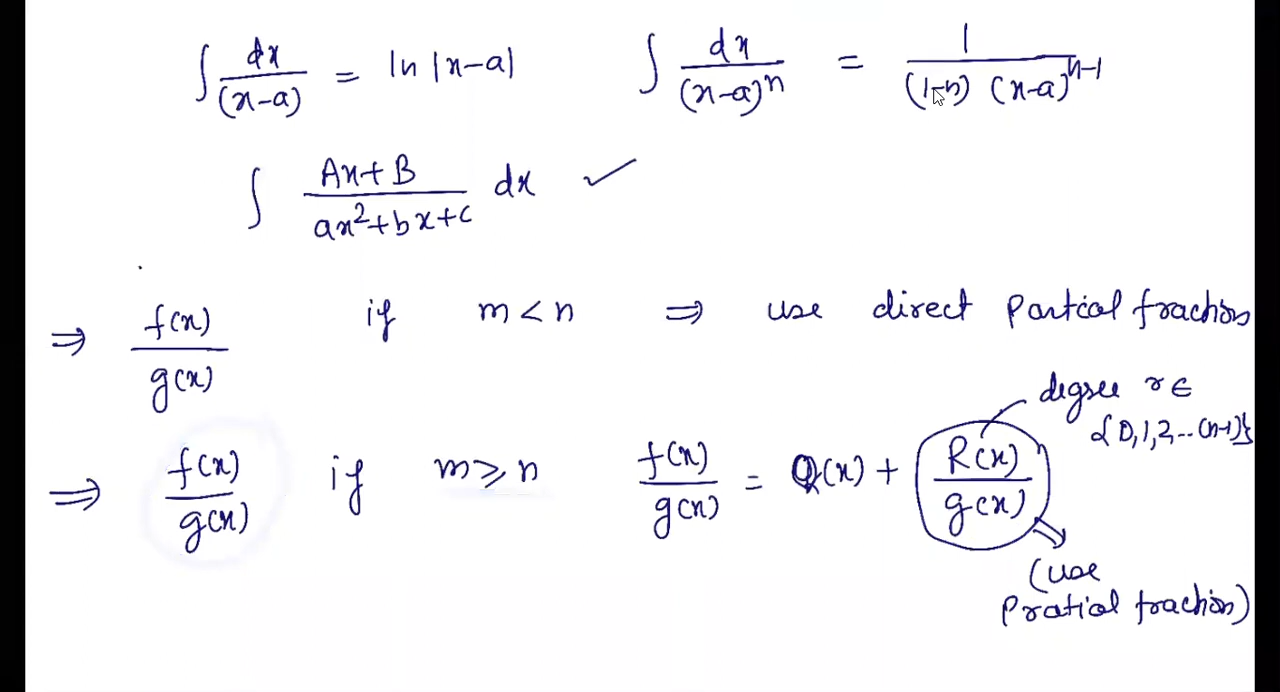 ∫ dx/(x-a) = ln |x-a|    ∫ dx/(x-a)^n = 1/((1-n) (x-a)^(n-1))
∫ (Ax+B)/(ax²+bx+c) dx ✓
⇒ f(x)/g(x) if m<n ⇒ use direct Partial fractions
degree r ∈
{0,1,2,..(n-1)}
⇒ f(x)/g(x) if m⩾n f(x)/g(x) = Q(x) + R(x)/g(x)
(use
Pratial fraction)